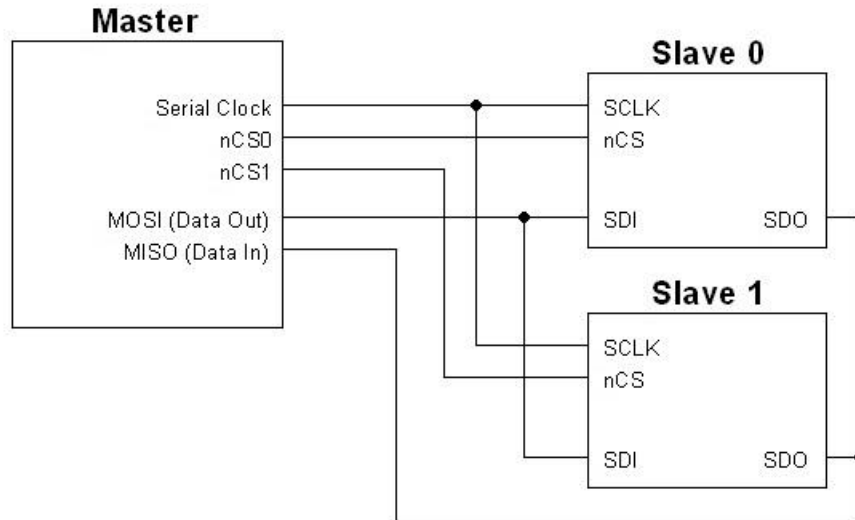 Master
Serial Clock
nCS0
nCS1
MOSI (Data Out)
MISO (Data In)
Slave 0
SCLK
nCS
SDI SDO
Slave 1
SCLK
nCS
SDI SDO